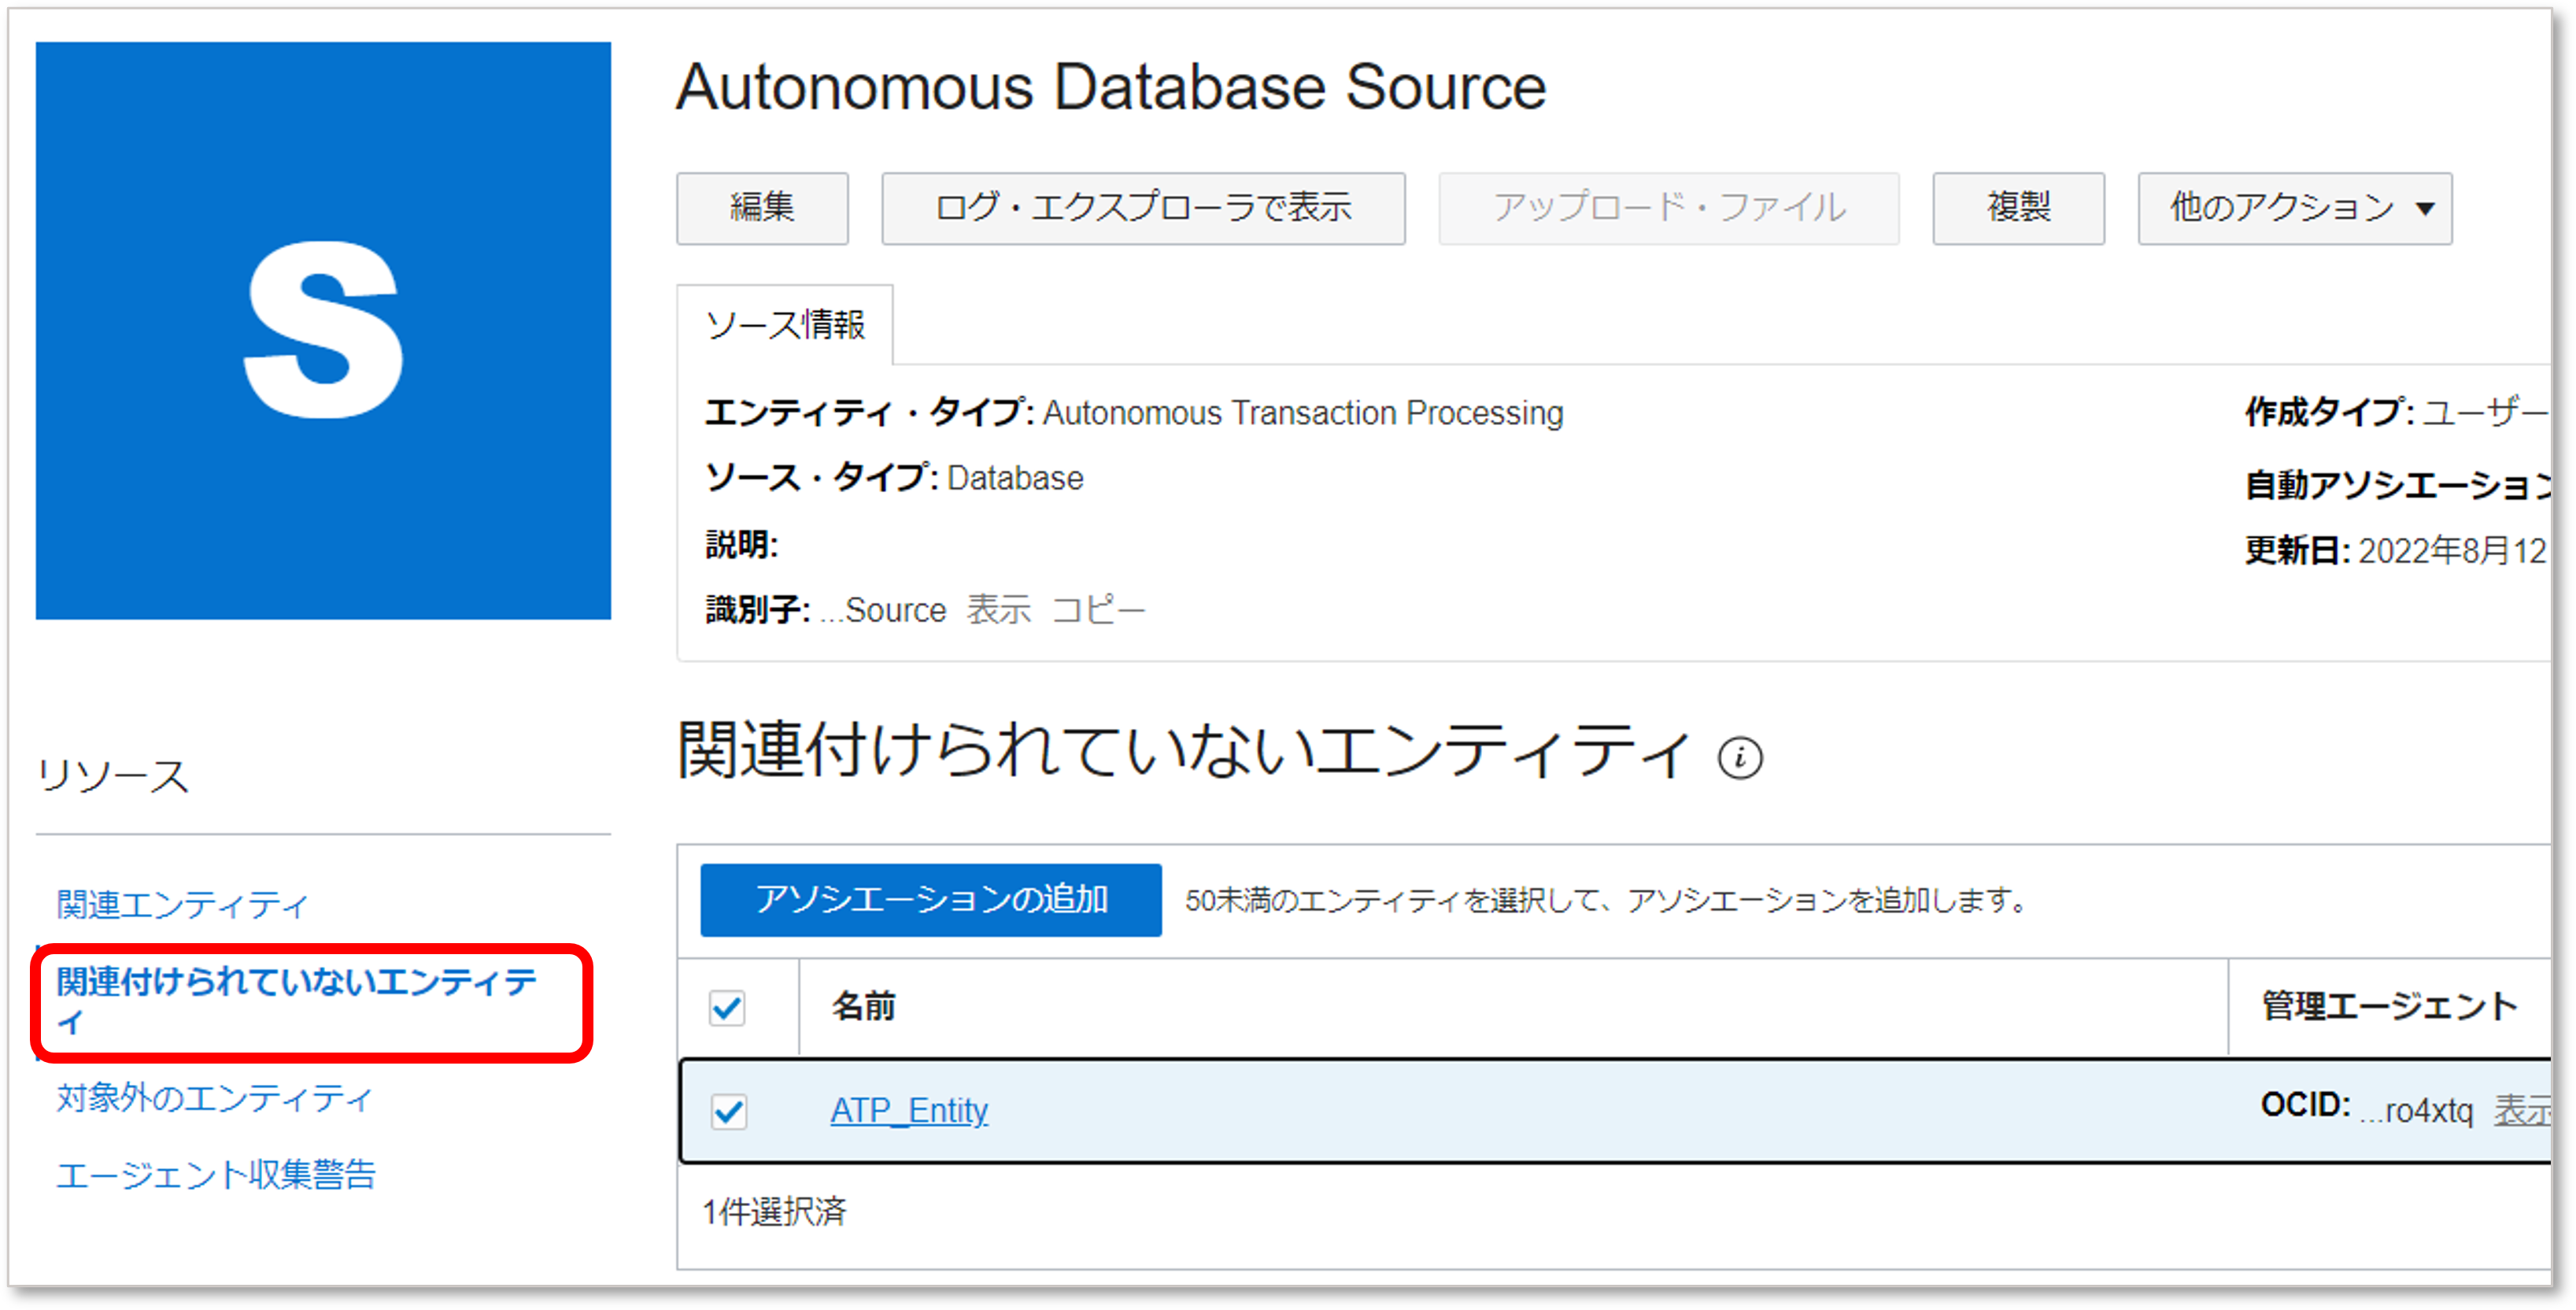 S
Autonomous Database Source
編集
ログ・エクスプローラで表示
アップロード・ファイル
複製
他のアクション
ソース情報
エンティティ・タイプ: Autonomous Transaction Processing
ソース・タイプ: Database
説明:
識別子: ...Source 表示 コピー
作成タイプ: ユーザー
自動アソシエーション
更新日: 2022年8月12
リソース
関連エンティティ
関連付けられていないエンティテ
ィ
対象外のエンティティ
エージェント収集警告
関連付けられていないエンティティ i
アソシエーションの追加 50未満のエンティティを選択して、アソシエーションを追加します。
名前 管理エージェント
ATP_Entity OCID: ...ro4xtq 表示
1件選択済